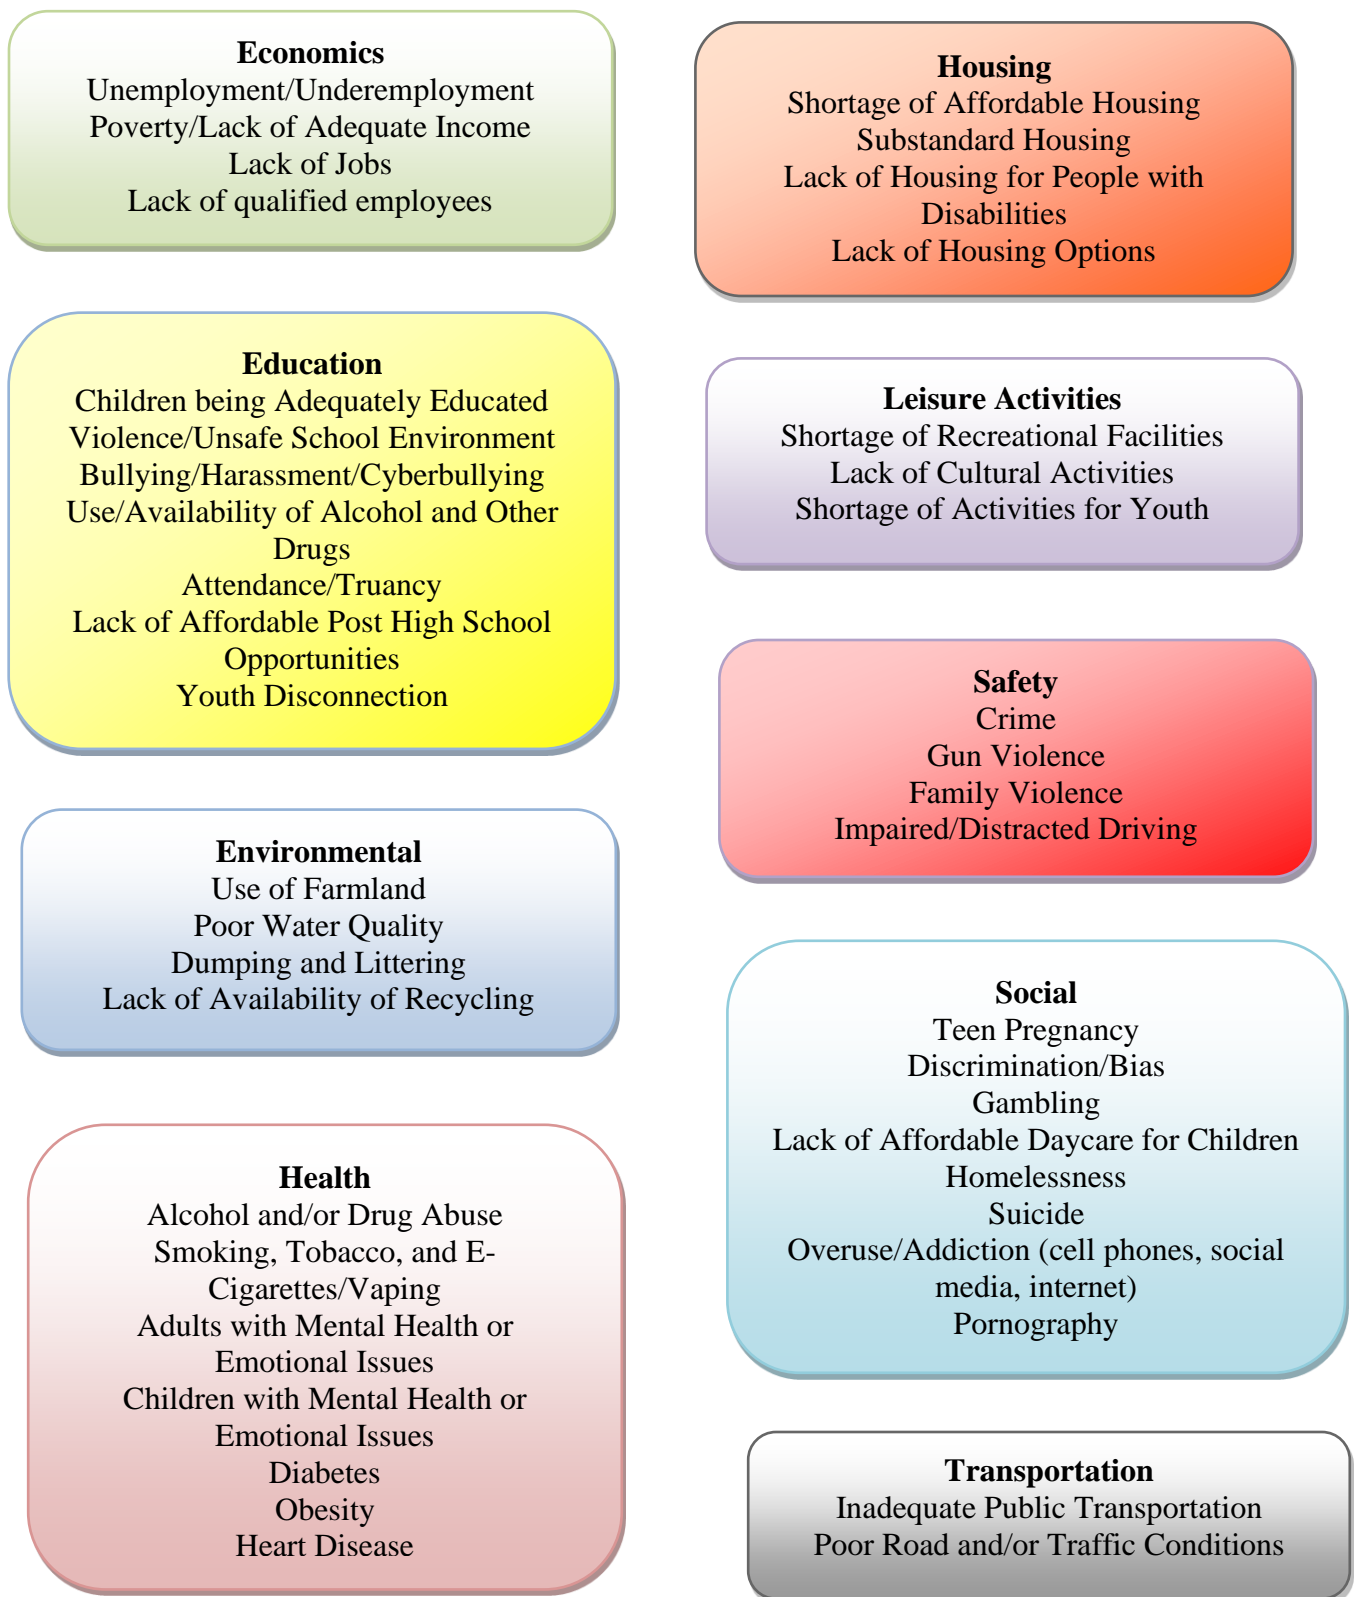 Economics
Unemployment/Underemployment
Poverty/Lack of Adequate Income
Lack of Jobs
Lack of qualified employees
Education
Children being Adequately Educated
Violence/Unsafe School Environment
Bullying/Harassment/Cyberbullying
Use/Availability of Alcohol and Other
Drugs
Attendance/Truancy
Lack of Affordable Post High School
Opportunities
Youth Disconnection
Environmental
Use of Farmland
Poor Water Quality
Dumping and Littering
Lack of Availability of Recycling
Health
Alcohol and/or Drug Abuse
Smoking, Tobacco, and E-
Cigarettes/Vaping
Adults with Mental Health or
Emotional Issues
Children with Mental Health or
Emotional Issues
Diabetes
Obesity
Heart Disease
Housing
Shortage of Affordable Housing
Substandard Housing
Lack of Housing for People with
Disabilities
Lack of Housing Options
Leisure Activities
Shortage of Recreational Facilities
Lack of Cultural Activities
Shortage of Activities for Youth
Safety
Crime
Gun Violence
Family Violence
Impaired/Distracted Driving
Social
Teen Pregnancy
Discrimination/Bias
Gambling
Lack of Affordable Daycare for Children
Homelessness
Suicide
Overuse/Addiction (cell phones, social
media, internet)
Pornography
Transportation
Inadequate Public Transportation
Poor Road and/or Traffic Conditions